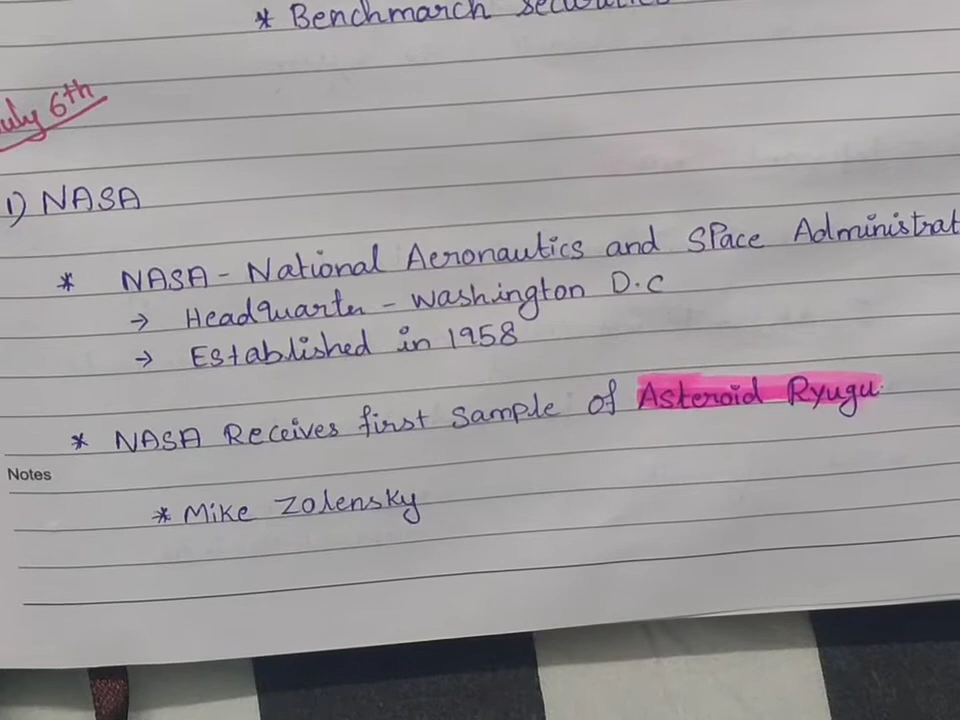 * Benchmarch
July 6th
1) NASA
* NASA - National Aeronautics and Space Administrat
→ Headquarter - Washington D.C
→ Established in 1958
* NASA Receives first Sample of Asteroid Ryugu.
Notes
* Mike Zolensky